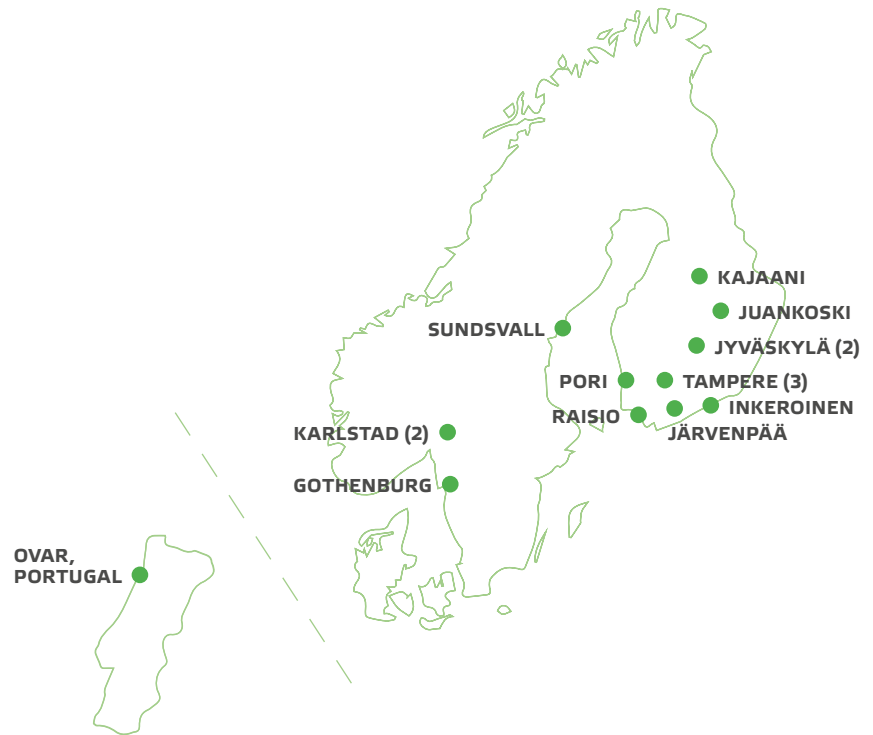 KAJAANI
JUANKOSKI
SUNDSVALL
JYVÄSKYLÄ (2)
PORI
TAMPERE (3)
RAISIO
INKEROINEN
JÄRVENPÄÄ
KARLSTAD (2)
GOTHENBURG
OVAR,
PORTUGAL